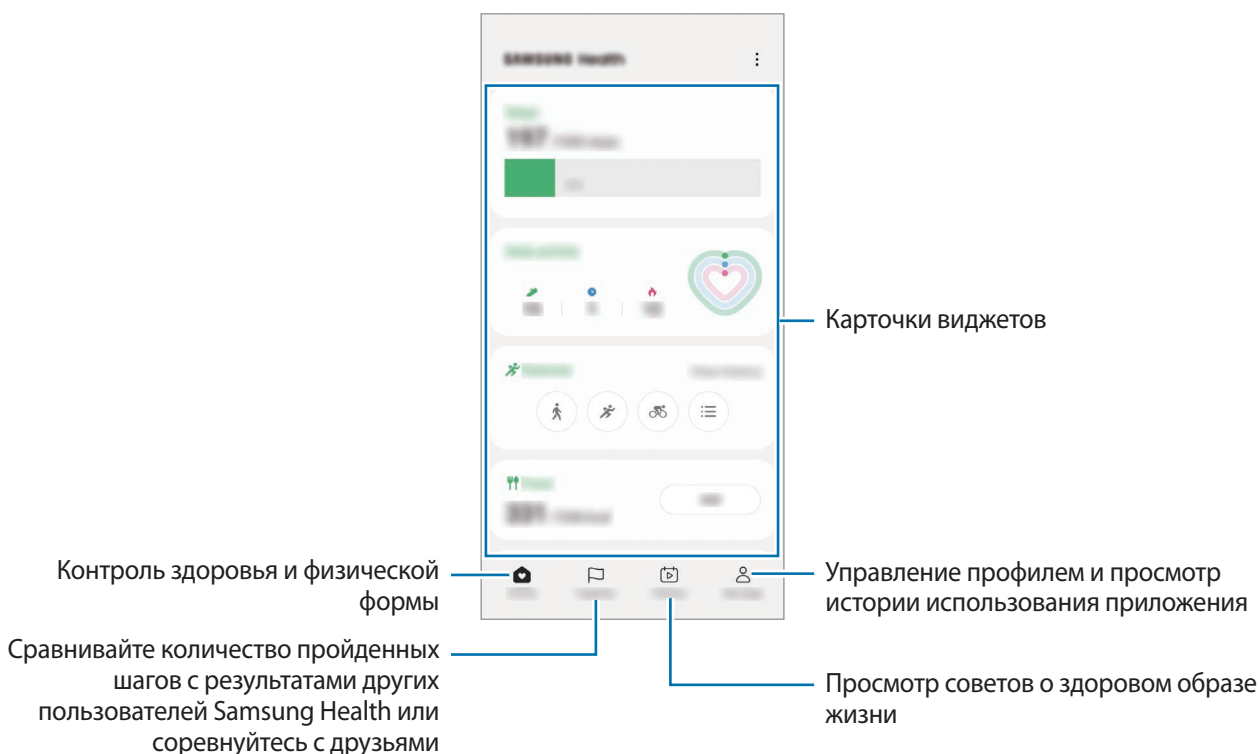 SAMSUNG Health
Карточки виджетов
Контроль здоровья и физической
формы
Сравнивайте количество пройденных
шагов с результатами других
пользователей Samsung Health или
соревнуйтесь с друзьями
Управление профилем и просмотр
истории использования приложения
Просмотр советов о здоровом образе
жизни